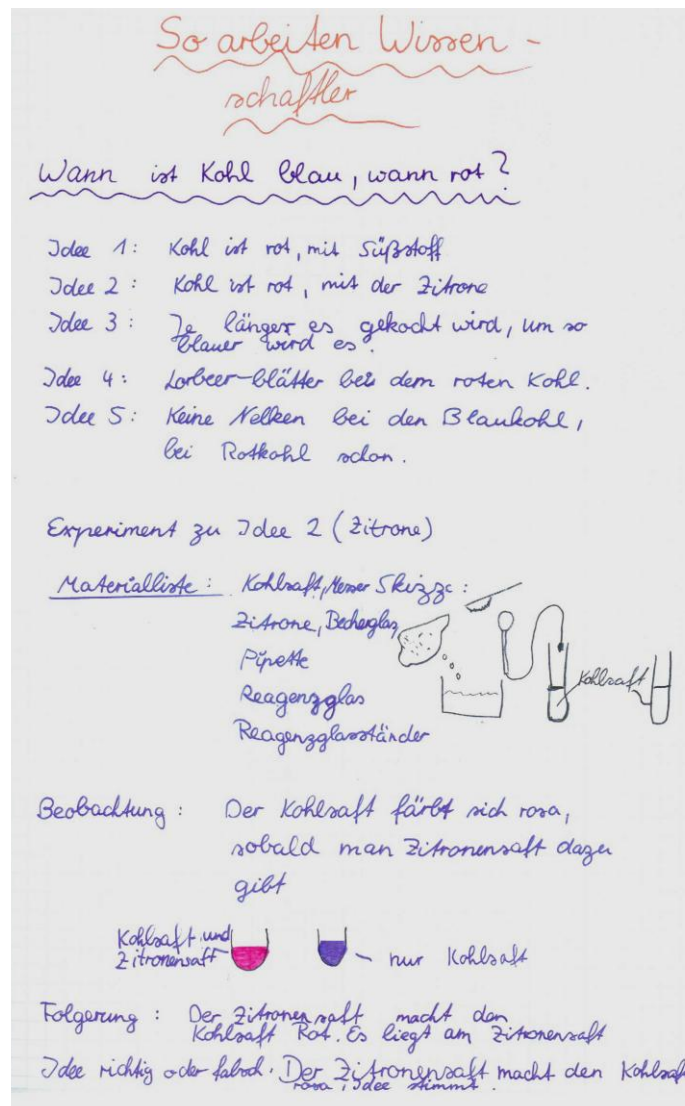 So arbeiten Wissen -
schaftler
Wann ist Kohl blau, wann rot?
Idee 1: Kohl ist rot, mit Süßstoff
Idee 2: Kohl ist rot, mit der Zitrone
Idee 3: Je länger es gekocht wird, um so
blauer wird es.
Idee 4: Lorbeer-blätter bei dem roten Kohl.
Idee 5: Keine Nelken bei den Blaukohl,
bei Rotkohl schon.
Experiment zu Idee 2 (Zitrone)
Materialliste: Kohlsaft, Messer Skizze:
Zitrone, Becherglas
Pipette
Reagenzglas
Reagenzglasständer
Kohlsaft
Beobachtung: Der Kohlsaft färbt sich rosa,
sobald man Zitronensaft dazu
gibt
Kohlsaft und
Zitronensaft
nur Kohlsaft
Folgerung: Der Zitronensaft macht den
Kohlsaft Rot. Es liegt am Zitronensaft
Idee richtig oder falsch. Der Zitronensaft macht den Kohlsaft
rosa, Idee stimmt.